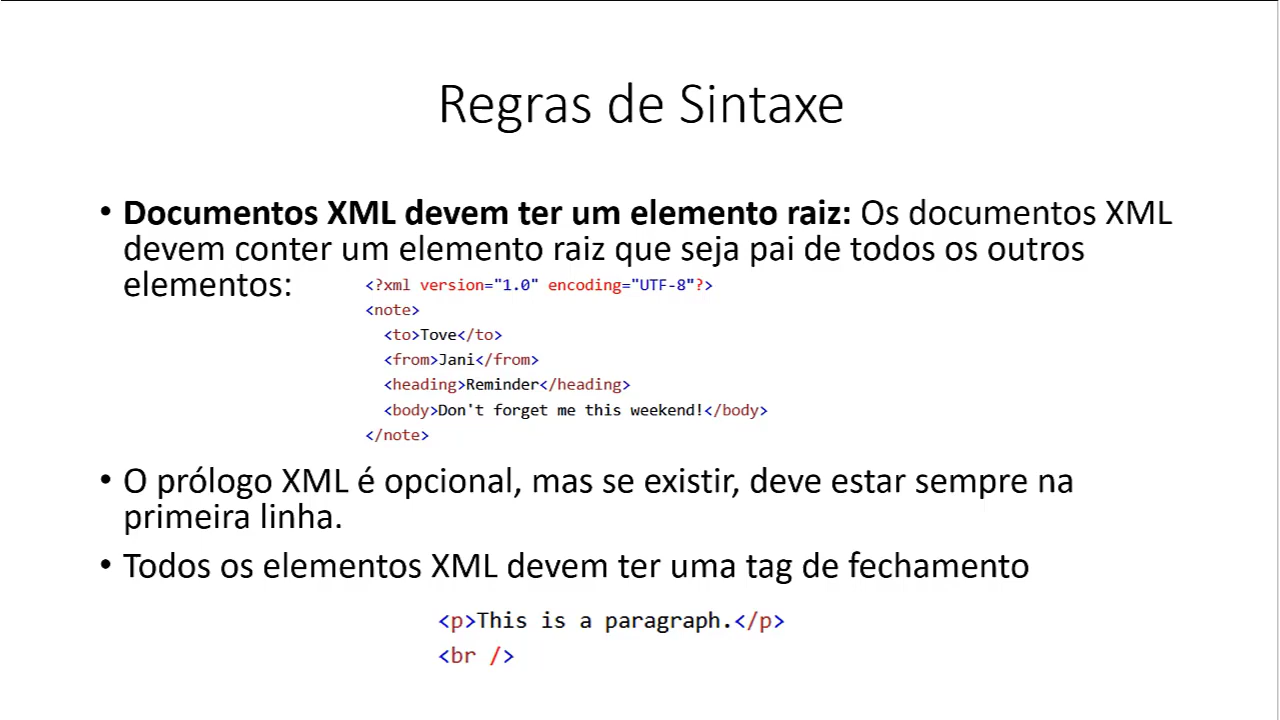 Regras de Sintaxe
• Documentos XML devem ter um elemento raiz: Os documentos XML
devem conter um elemento raiz que seja pai de todos os outros
elementos:
<?xml version="1.0" encoding="UTF-8"?>
<note>
<to>Tove</to>
<from>Jani</from>
<heading>Reminder</heading>
<body>Don't forget me this weekend!</body>
</note>
• O prólogo XML é opcional, mas se existir, deve estar sempre na
primeira linha.
• Todos os elementos XML devem ter uma tag de fechamento
<p>This is a paragraph.</p>
<br />